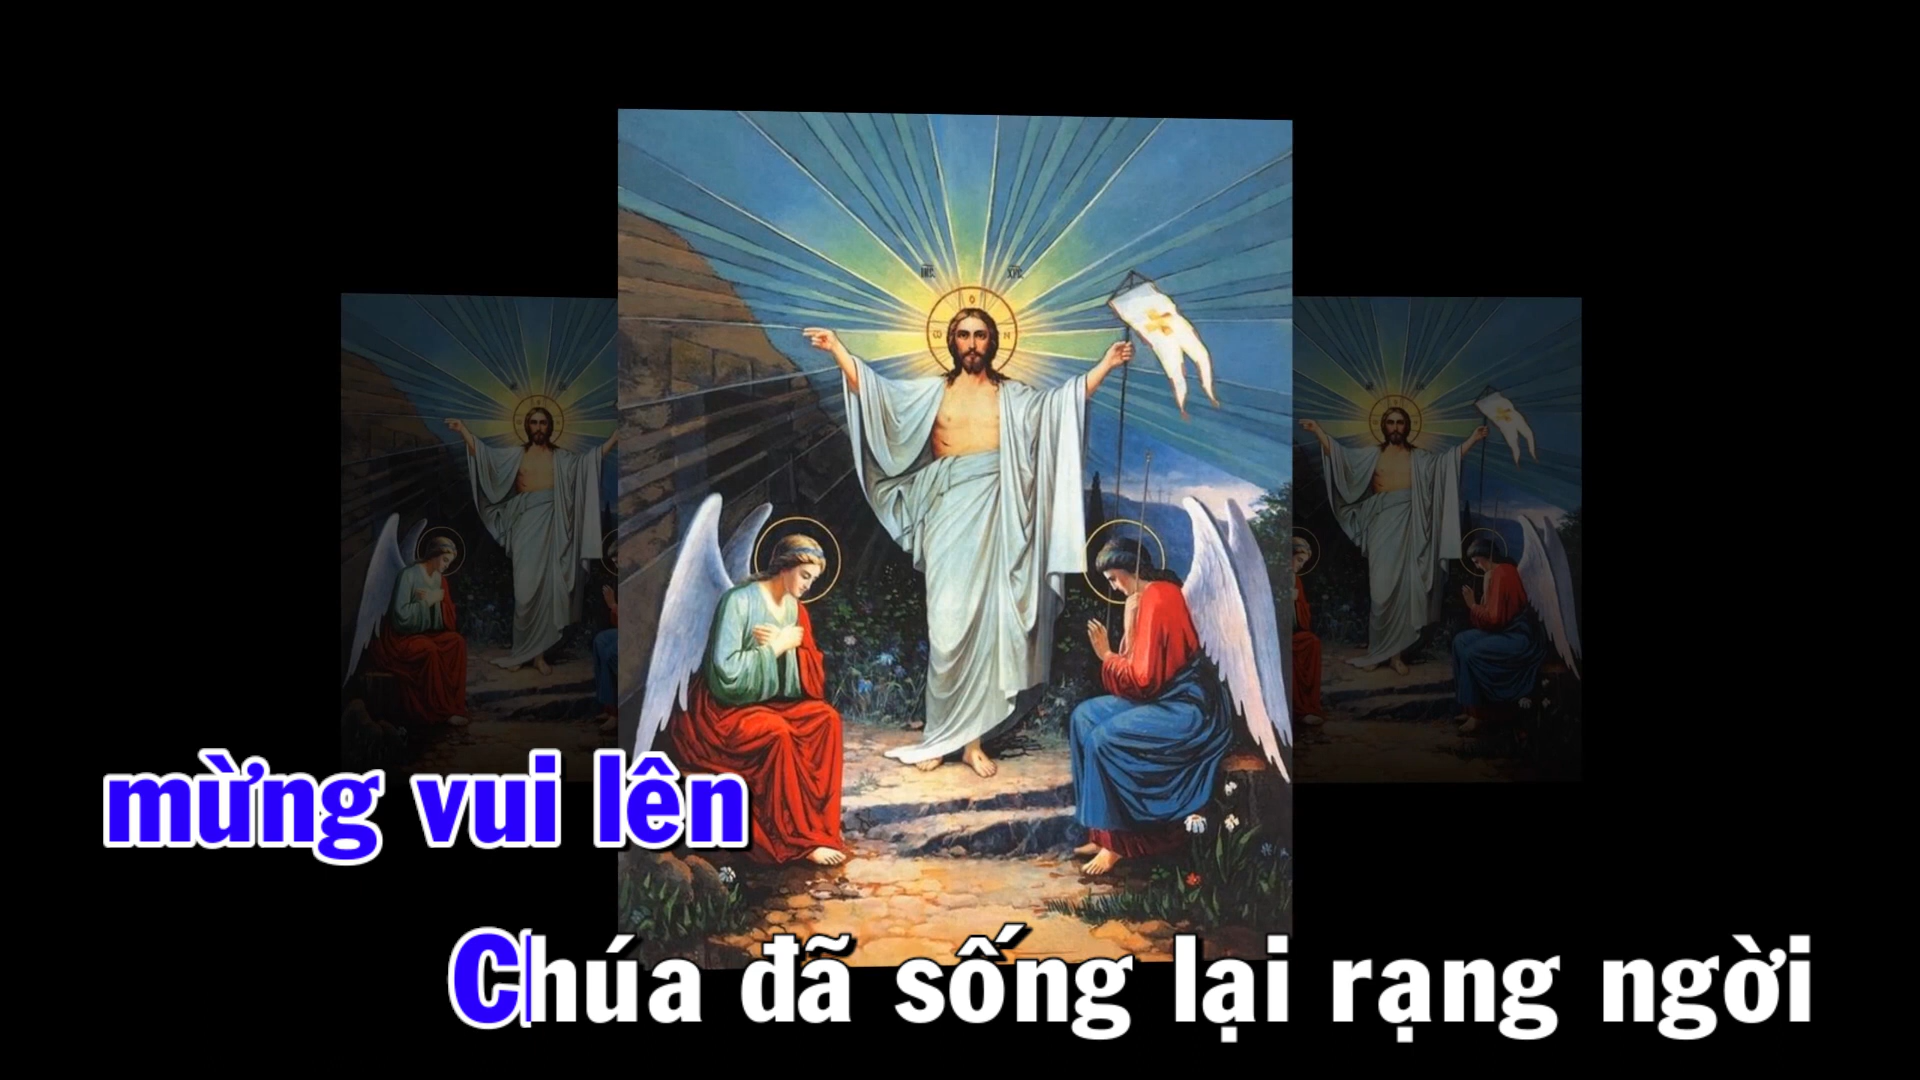 mừng vui lên
Chúa đã sống lại rạng ngời